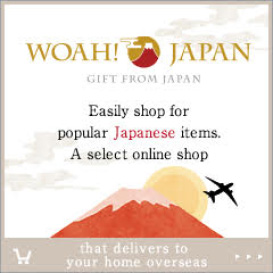 WOAH! JAPAN
GIFT FROM JAPAN
Easily shop for
popular Japanese items.
A select online shop
that delivers to
your home overseas